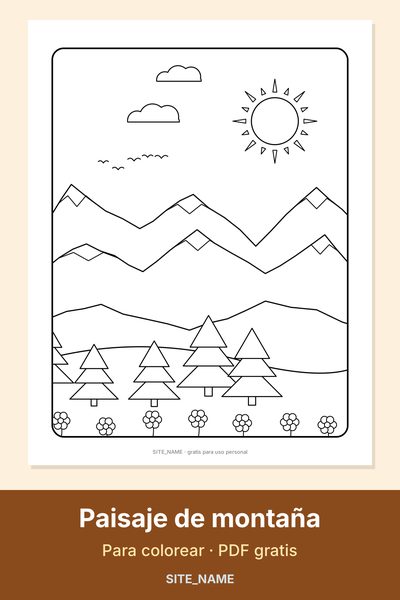 SITE_NAME · gratis para uso personal
Paisaje de montaña
Para colorear · PDF gratis
SITE_NAME